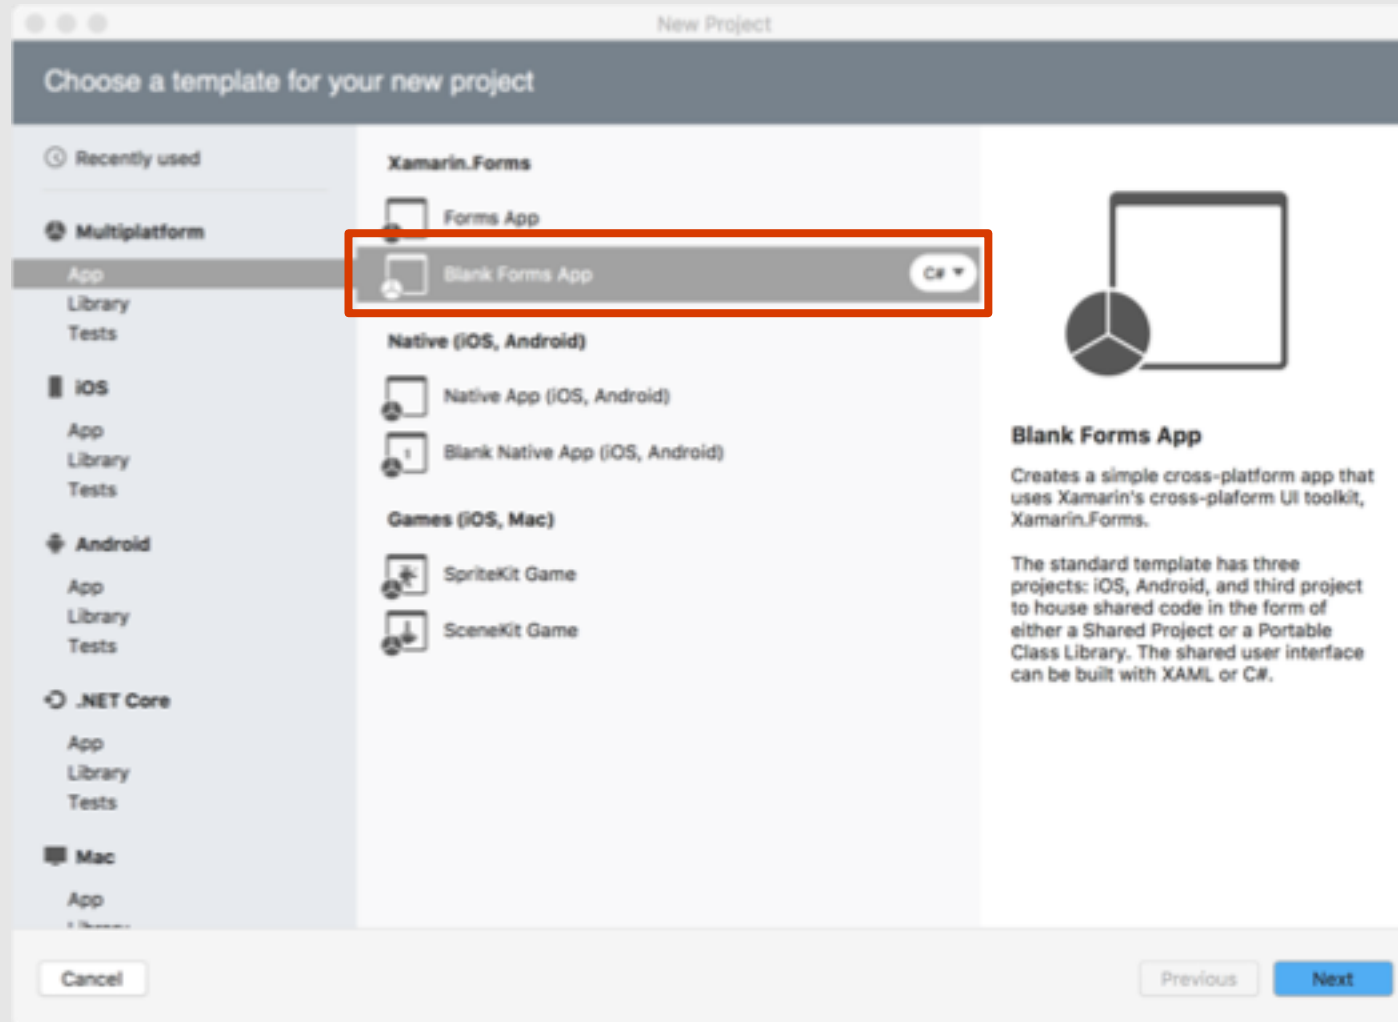 New Project
Choose a template for your new project
Recently used
Multiplatform
App
Library
Tests
iOS
App
Library
Tests
Android
App
Library
Tests
.NET Core
App
Library
Tests
Mac
App
Xamarin.Forms
Forms App
Blank Forms App
C#
Native (iOS, Android)
Native App (iOS, Android)
1
Blank Native App (iOS, Android)
Games (iOS, Mac)
SpriteKit Game
SceneKit Game
Blank Forms App
Creates a simple cross-platform app that
uses Xamarin's cross-plaform UI toolkit,
Xamarin.Forms.
The standard template has three
projects: iOS, Android, and third project
to house shared code in the form of
either a Shared Project or a Portable
Class Library. The shared user interface
can be built with XAML or C#.
Cancel
Previous
Next